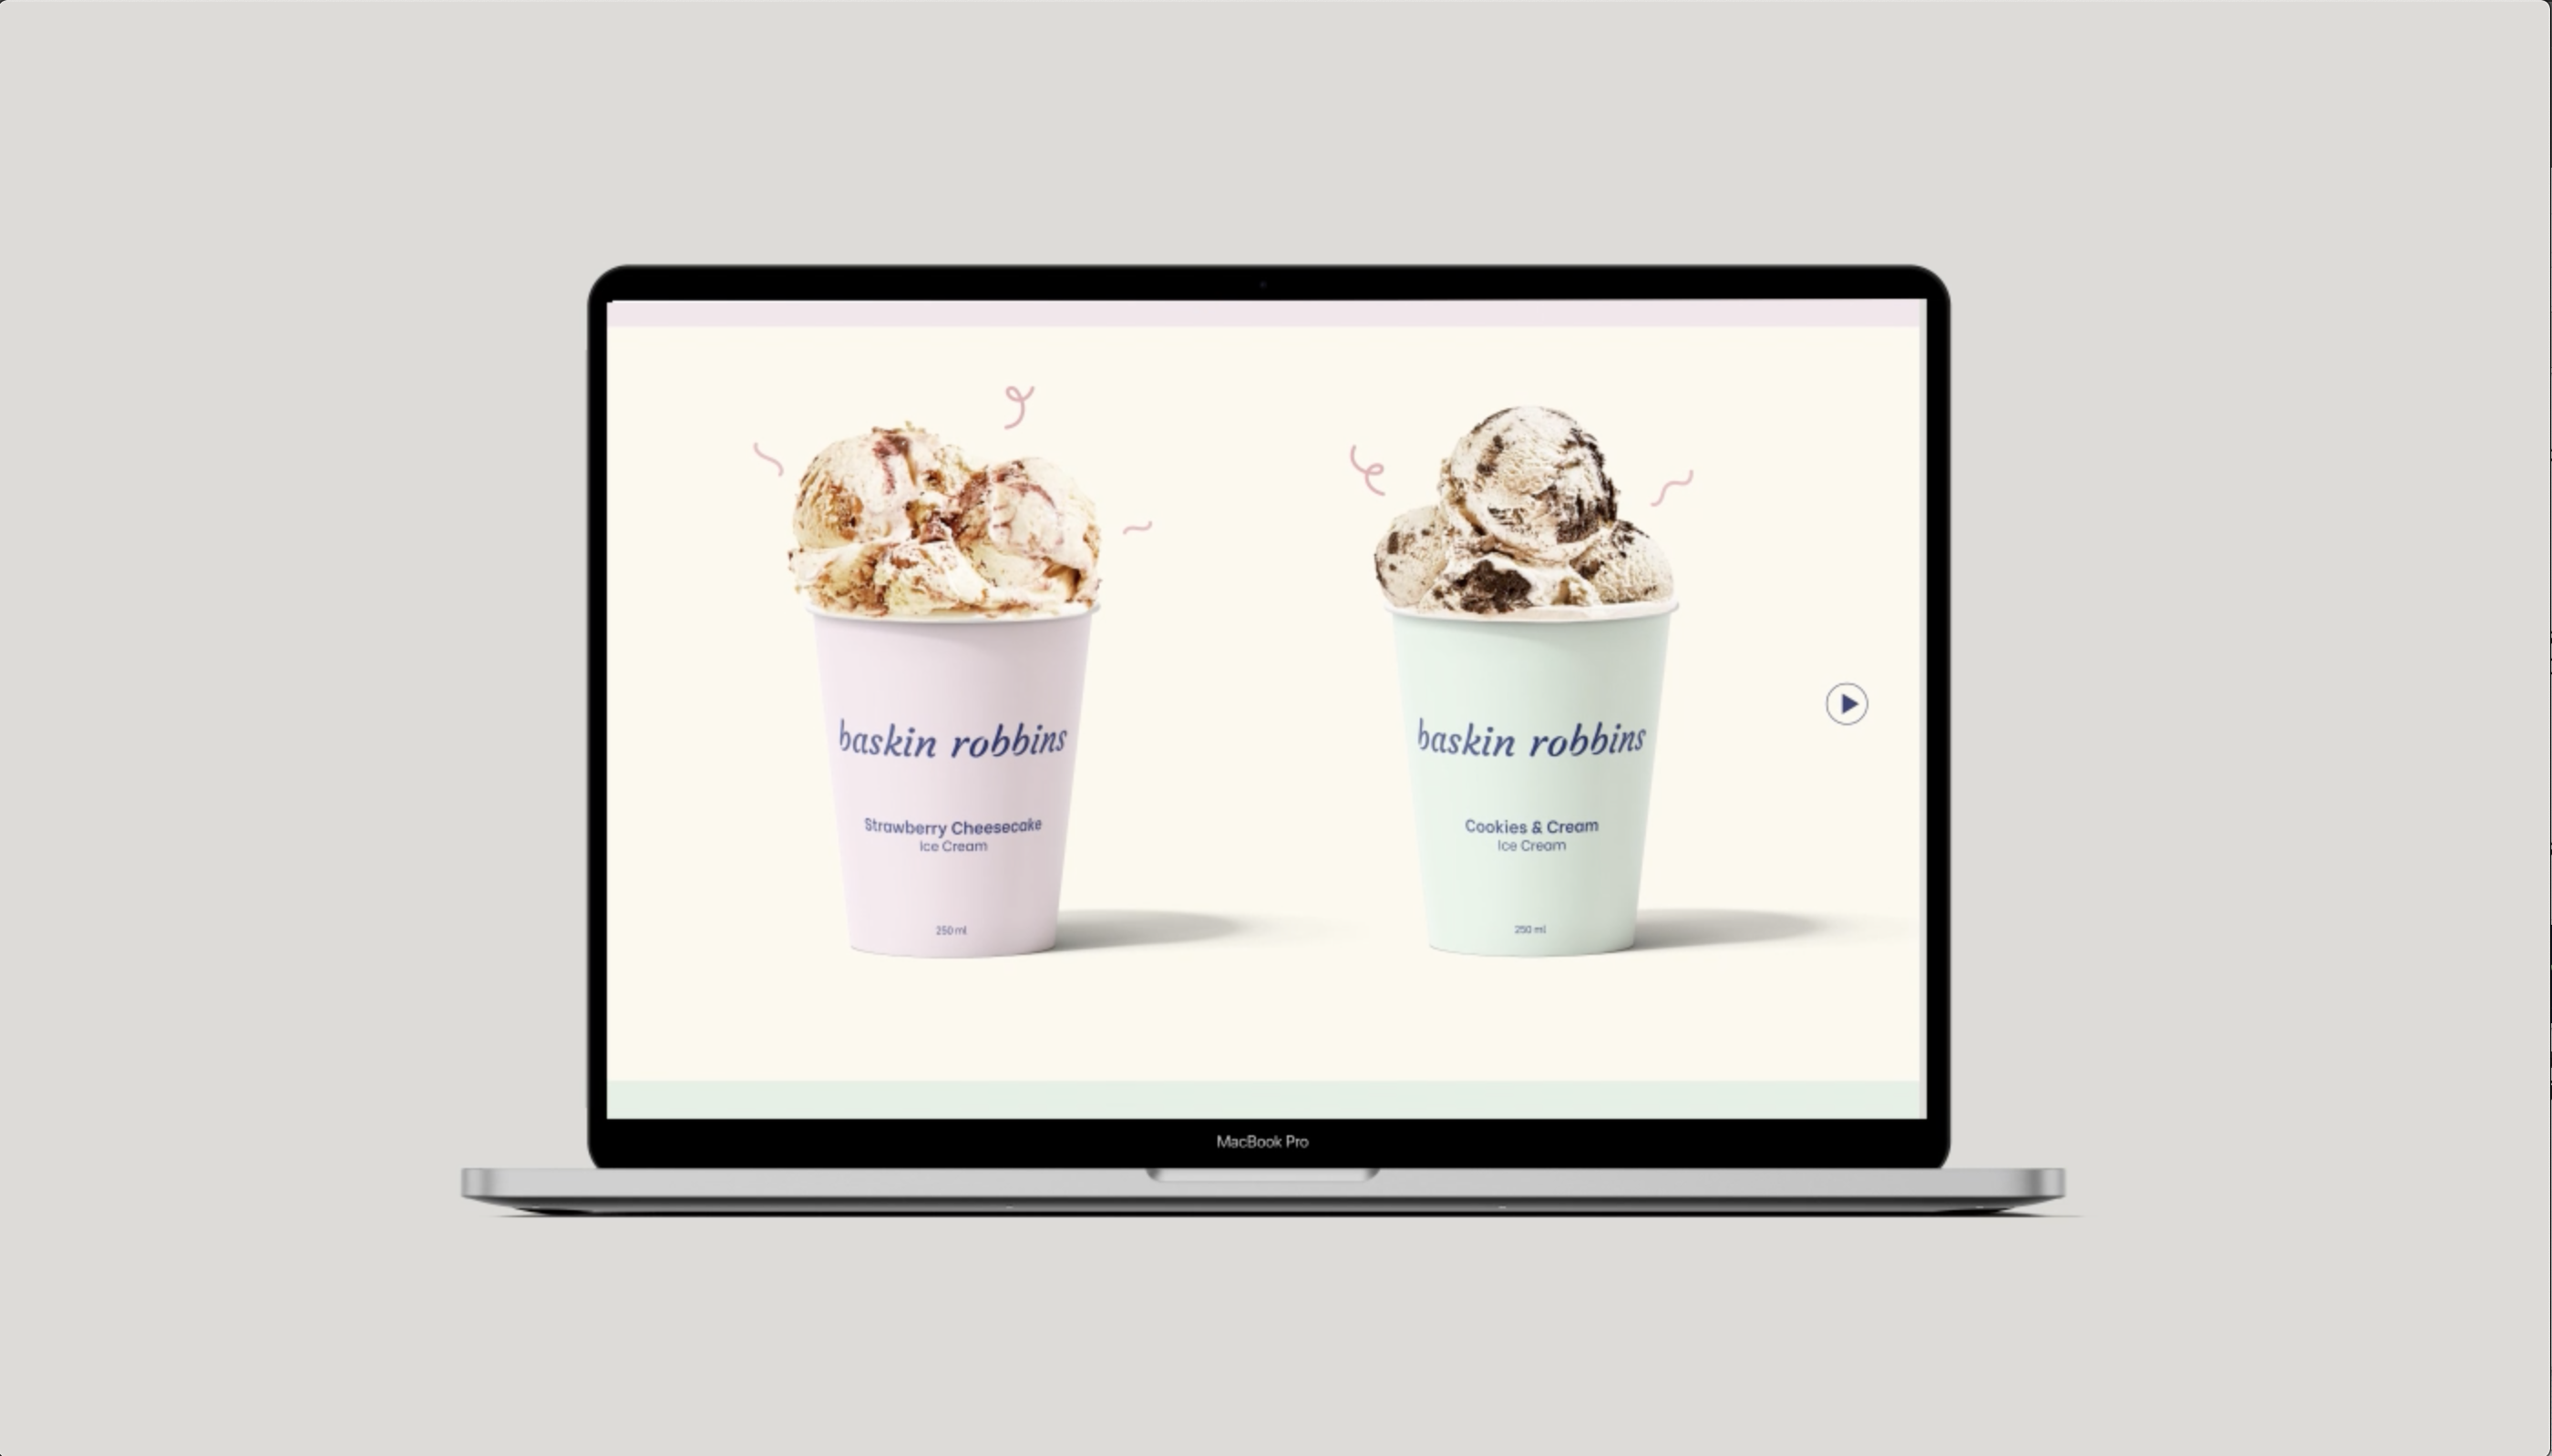 baskin robbins
Strawberry Cheesecake
Ice Cream
250 ml
baskin robbins
Cookies & Cream
Ice Cream
250 ml
MacBook Pro